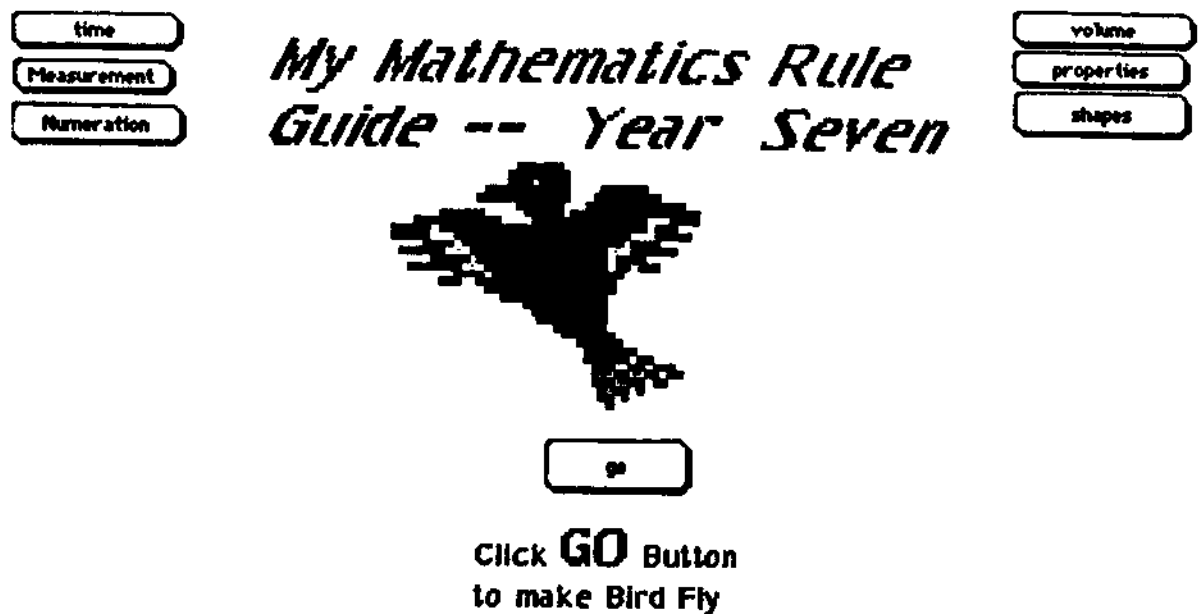 time
Measurement
Numeration
My Mathematics Rule
Guide -- Year Seven
volume
properties
shapes
go
Click GO Button
to make Bird Fly